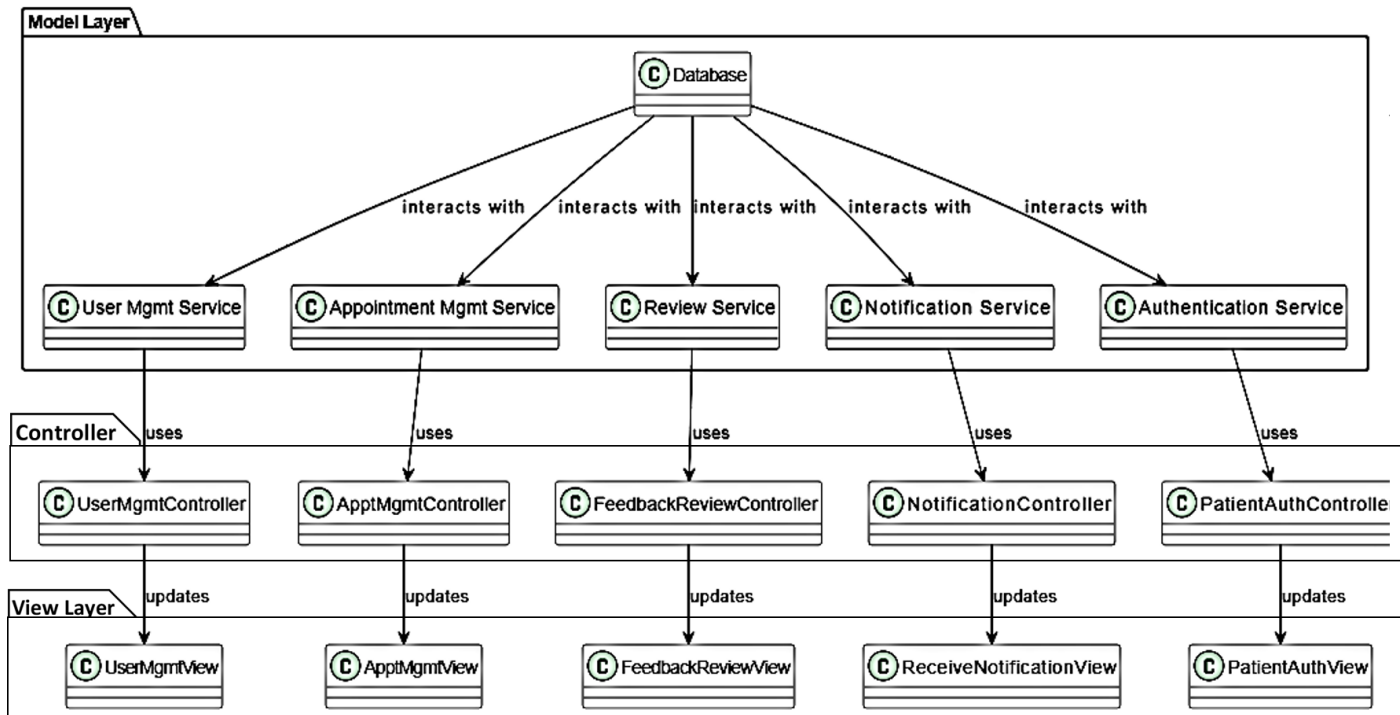 Model Layer
C Database
interacts with interacts with interacts with interacts with interacts with
C User Mgmt Service C Appointment Mgmt Service C Review Service C Notification Service C Authentication Service
Controller
uses uses uses uses uses
C UserMgmtController C ApptMgmtController C FeedbackReviewController C NotificationController C PatientAuthController
updates updates updates updates updates
View Layer
C UserMgmtView C ApptMgmtView C FeedbackReviewView C ReceiveNotificationView C PatientAuthView